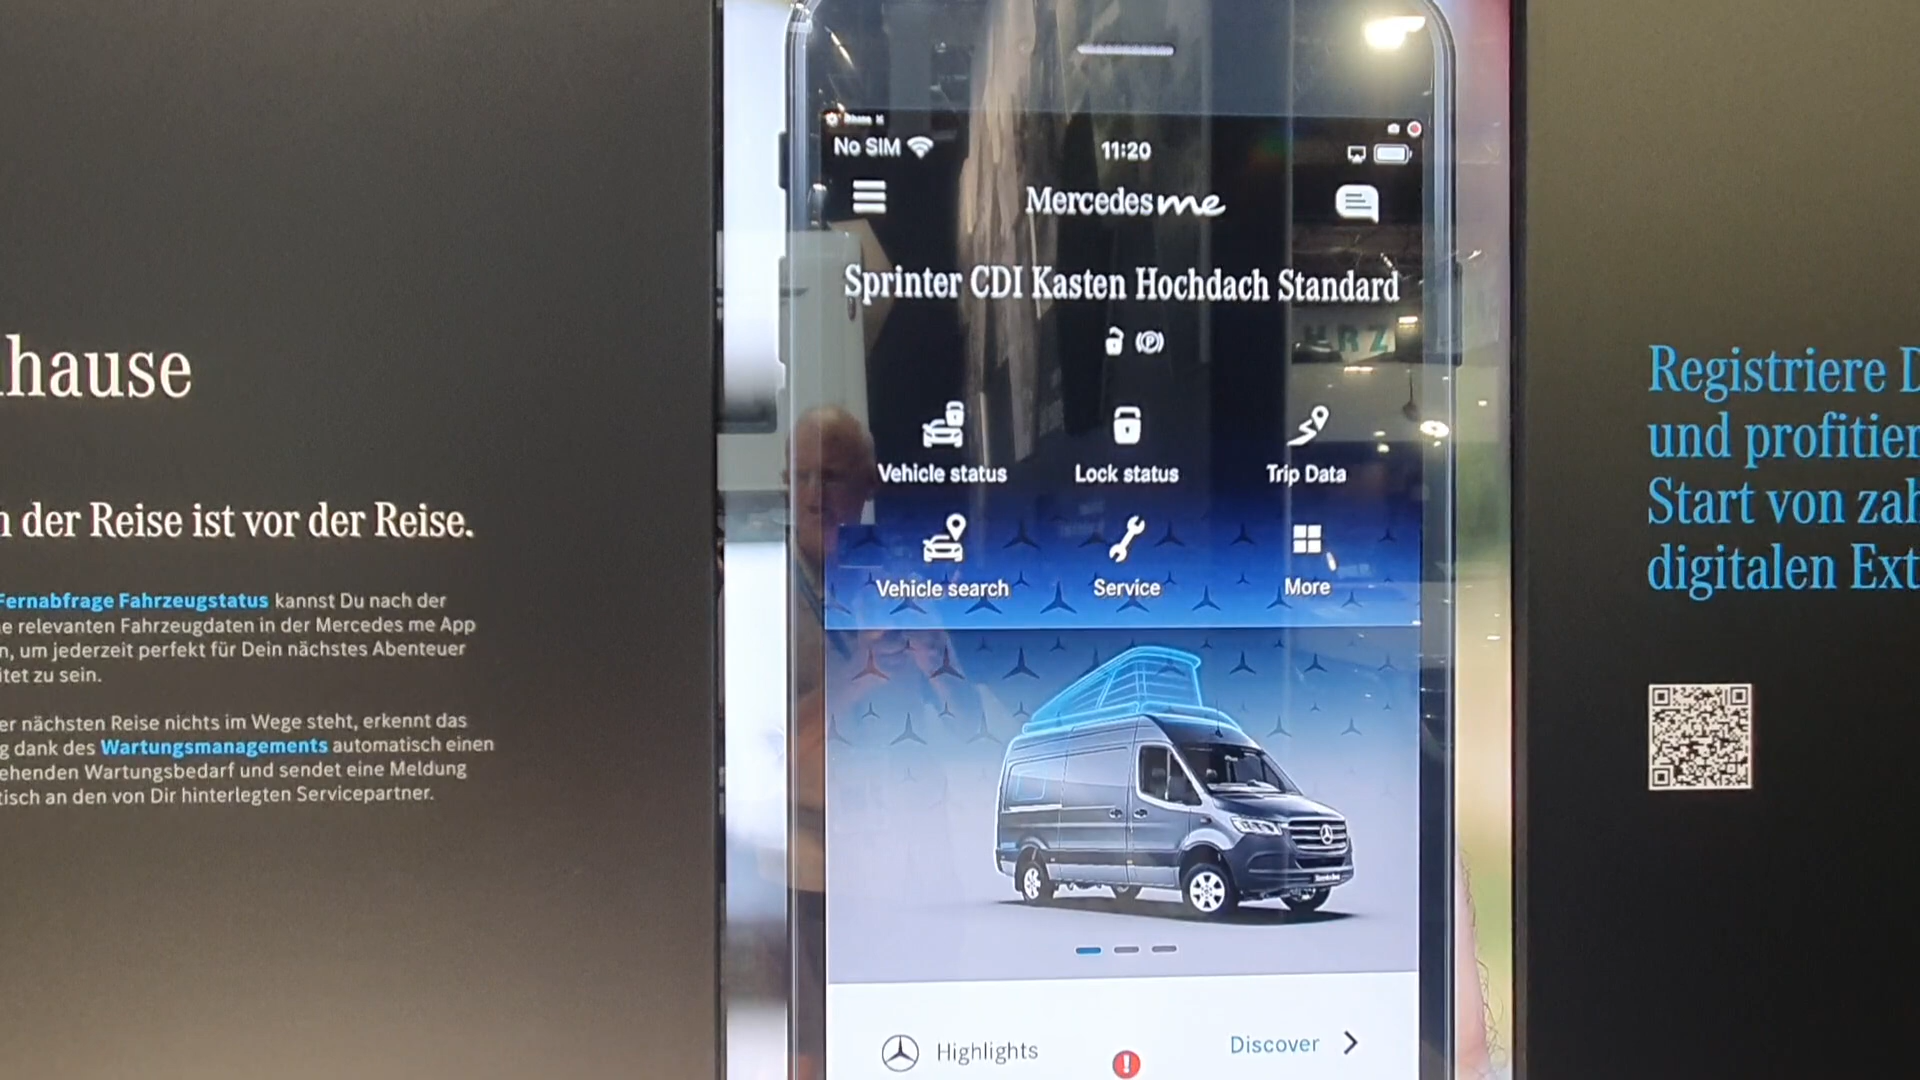 hause
der Reise ist vor der Reise.
Fernabfrage Fahrzeugstatus kannst Du nach der
relevanten Fahrzeugdaten in der Mercedes me App
um jederzeit perfekt für Dein nächstes Abenteuer
zu sein.
nächsten Reise nichts im Wege steht, erkennt das
dank des Wartungsmanagements automatisch einen
ehenden Wartungsbedarf und sendet eine Meldung
tisch an den von Dir hinterlegten Servicepartner.
No SIM
11:20
Mercedes me
Sprinter CDI Kasten Hochdach Standard
Vehicle status
Lock status
Trip Data
Vehicle search
Service
More
Highlights
Discover
Registriere D
und profitier
Start von zah
digitalen Ext